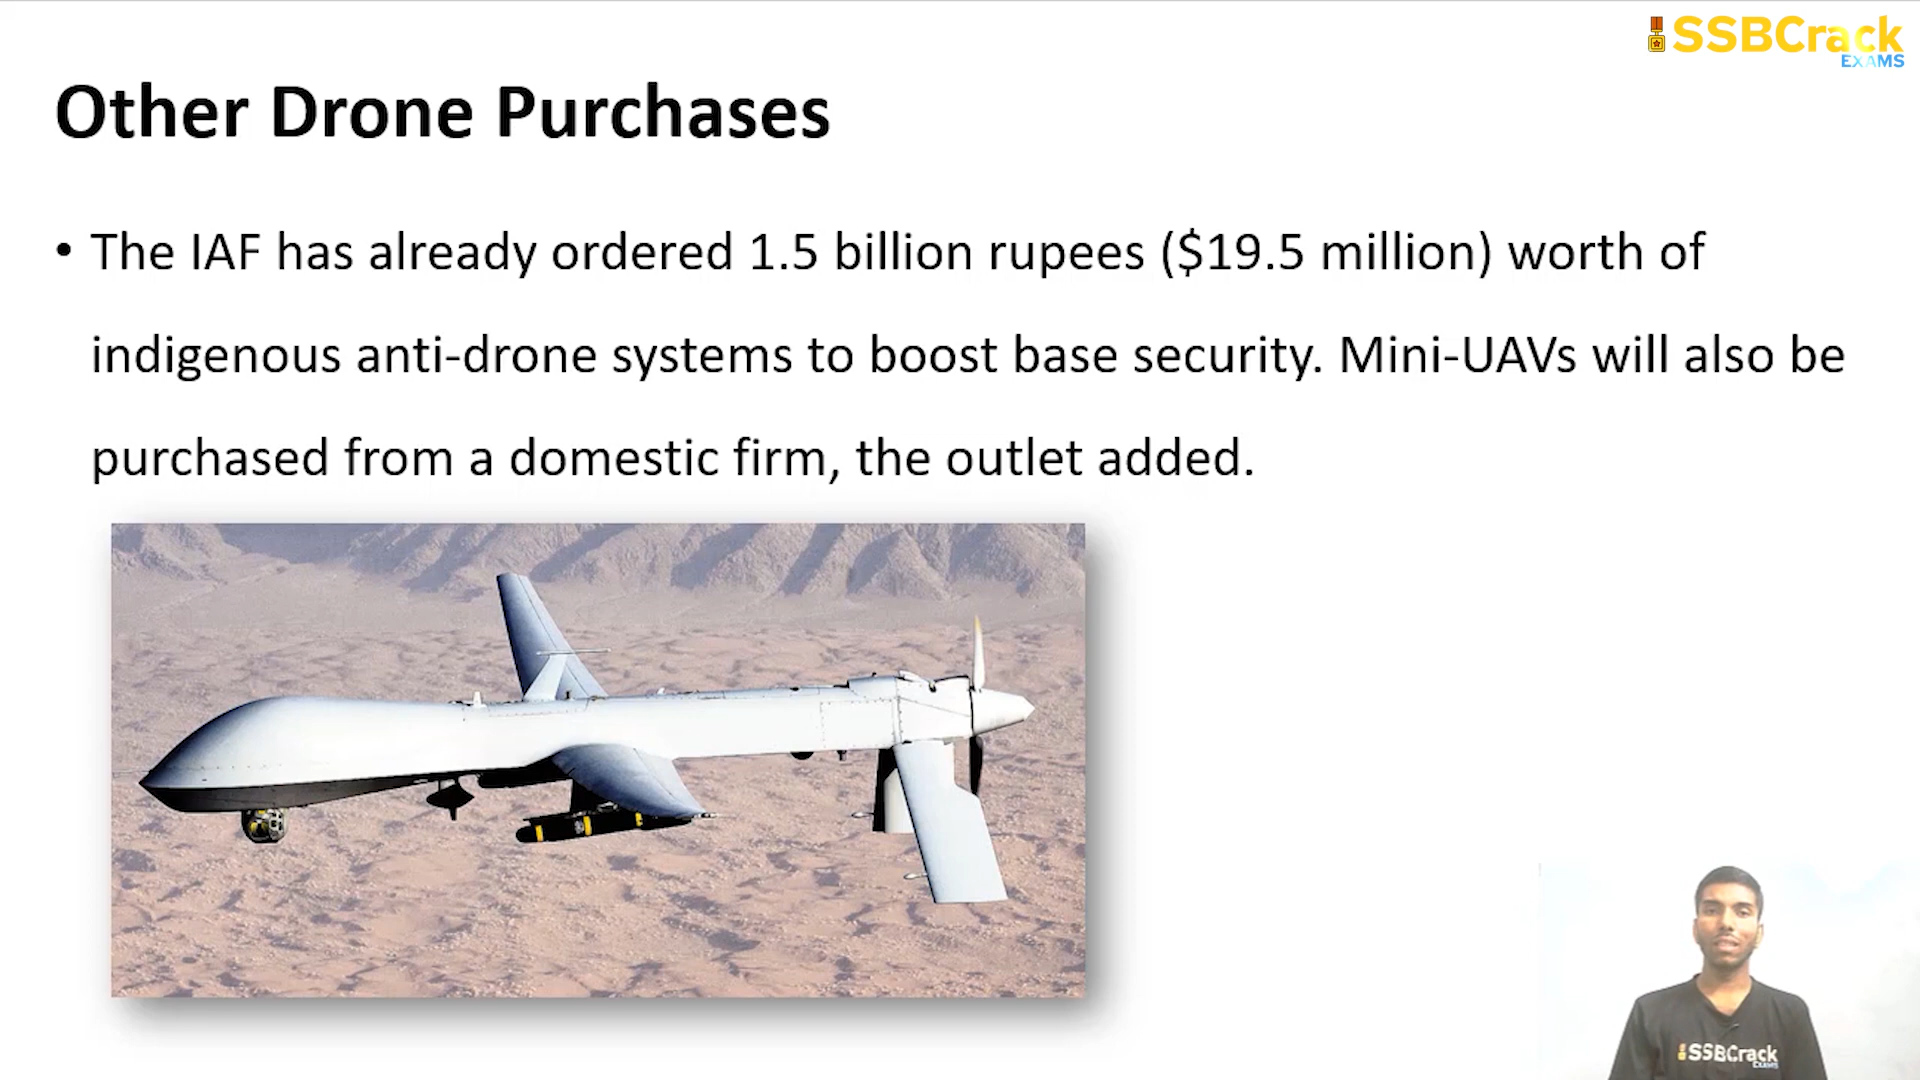 SSBCrack
EXAMS
Other Drone Purchases
• The IAF has already ordered 1.5 billion rupees ($19.5 million) worth of
indigenous anti-drone systems to boost base security. Mini-UAVs will also be
purchased from a domestic firm, the outlet added.
SSBCrack
EXAMS